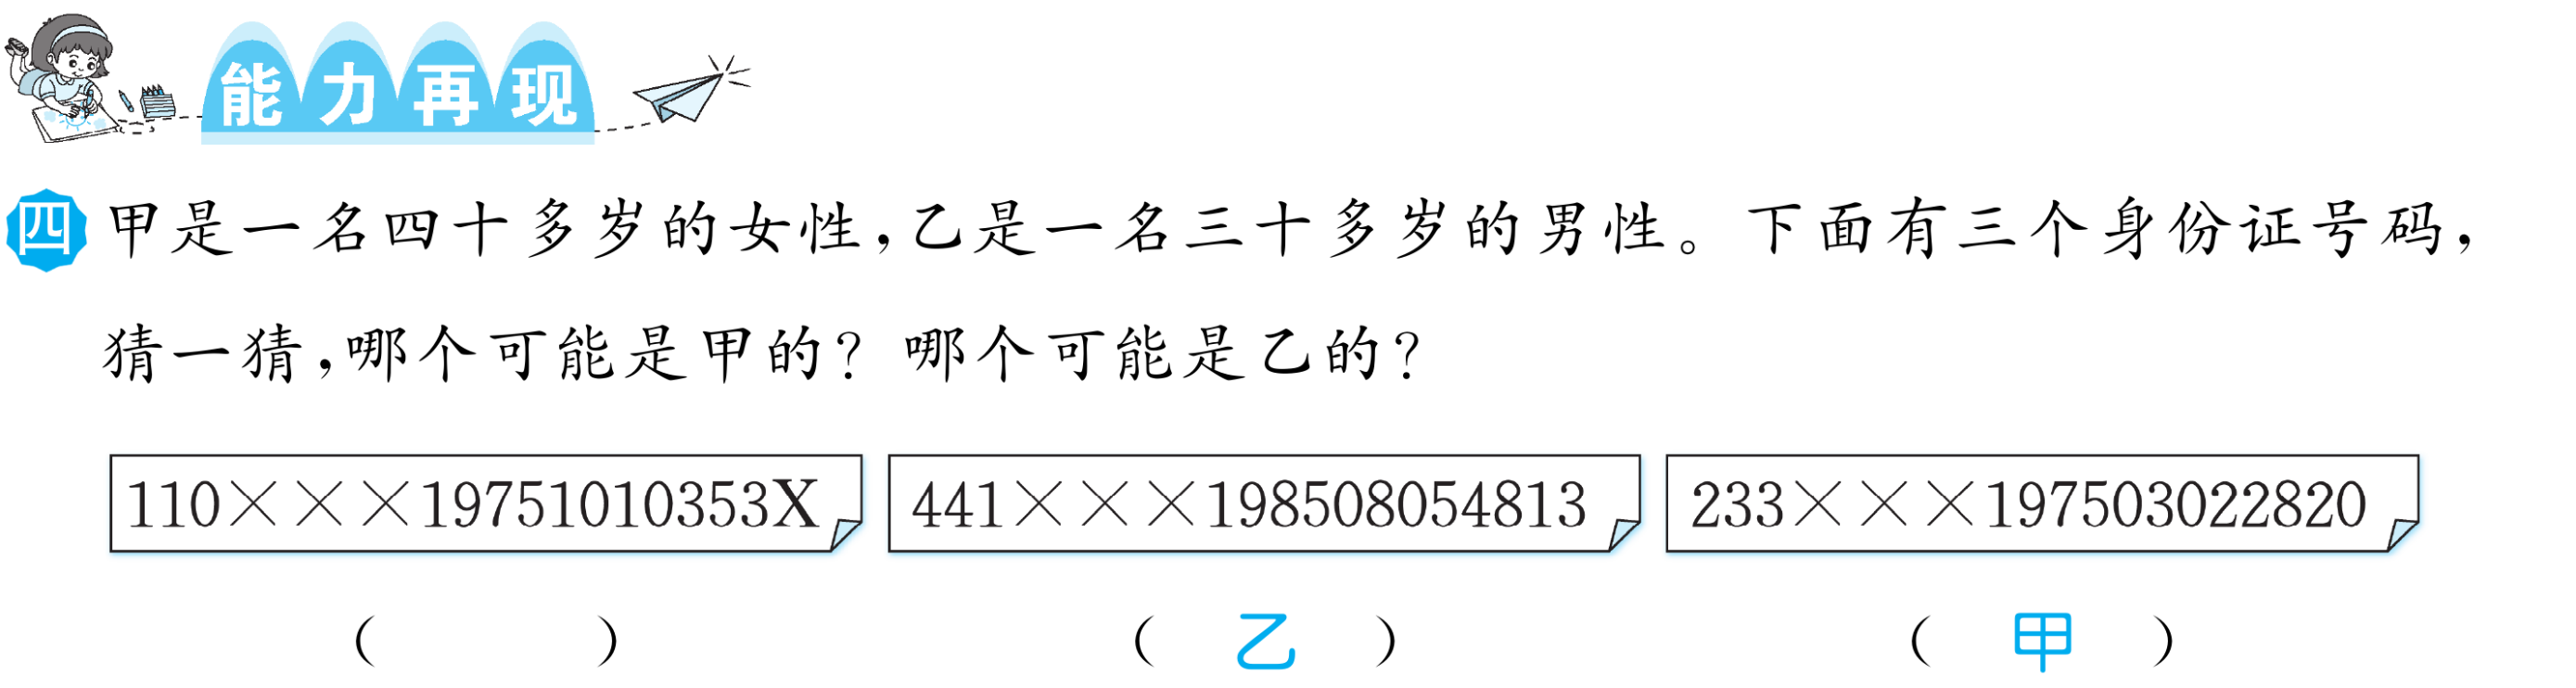 能力再现
四 甲是一名四十多岁的女性,乙是一名三十多岁的男性。下面有三个身份证号码,
猜一猜,哪个可能是甲的?哪个可能是乙的?
110×××19751010353X 441×××198508054813 233×××197503022820
( ) ( 乙 ) ( 甲 )